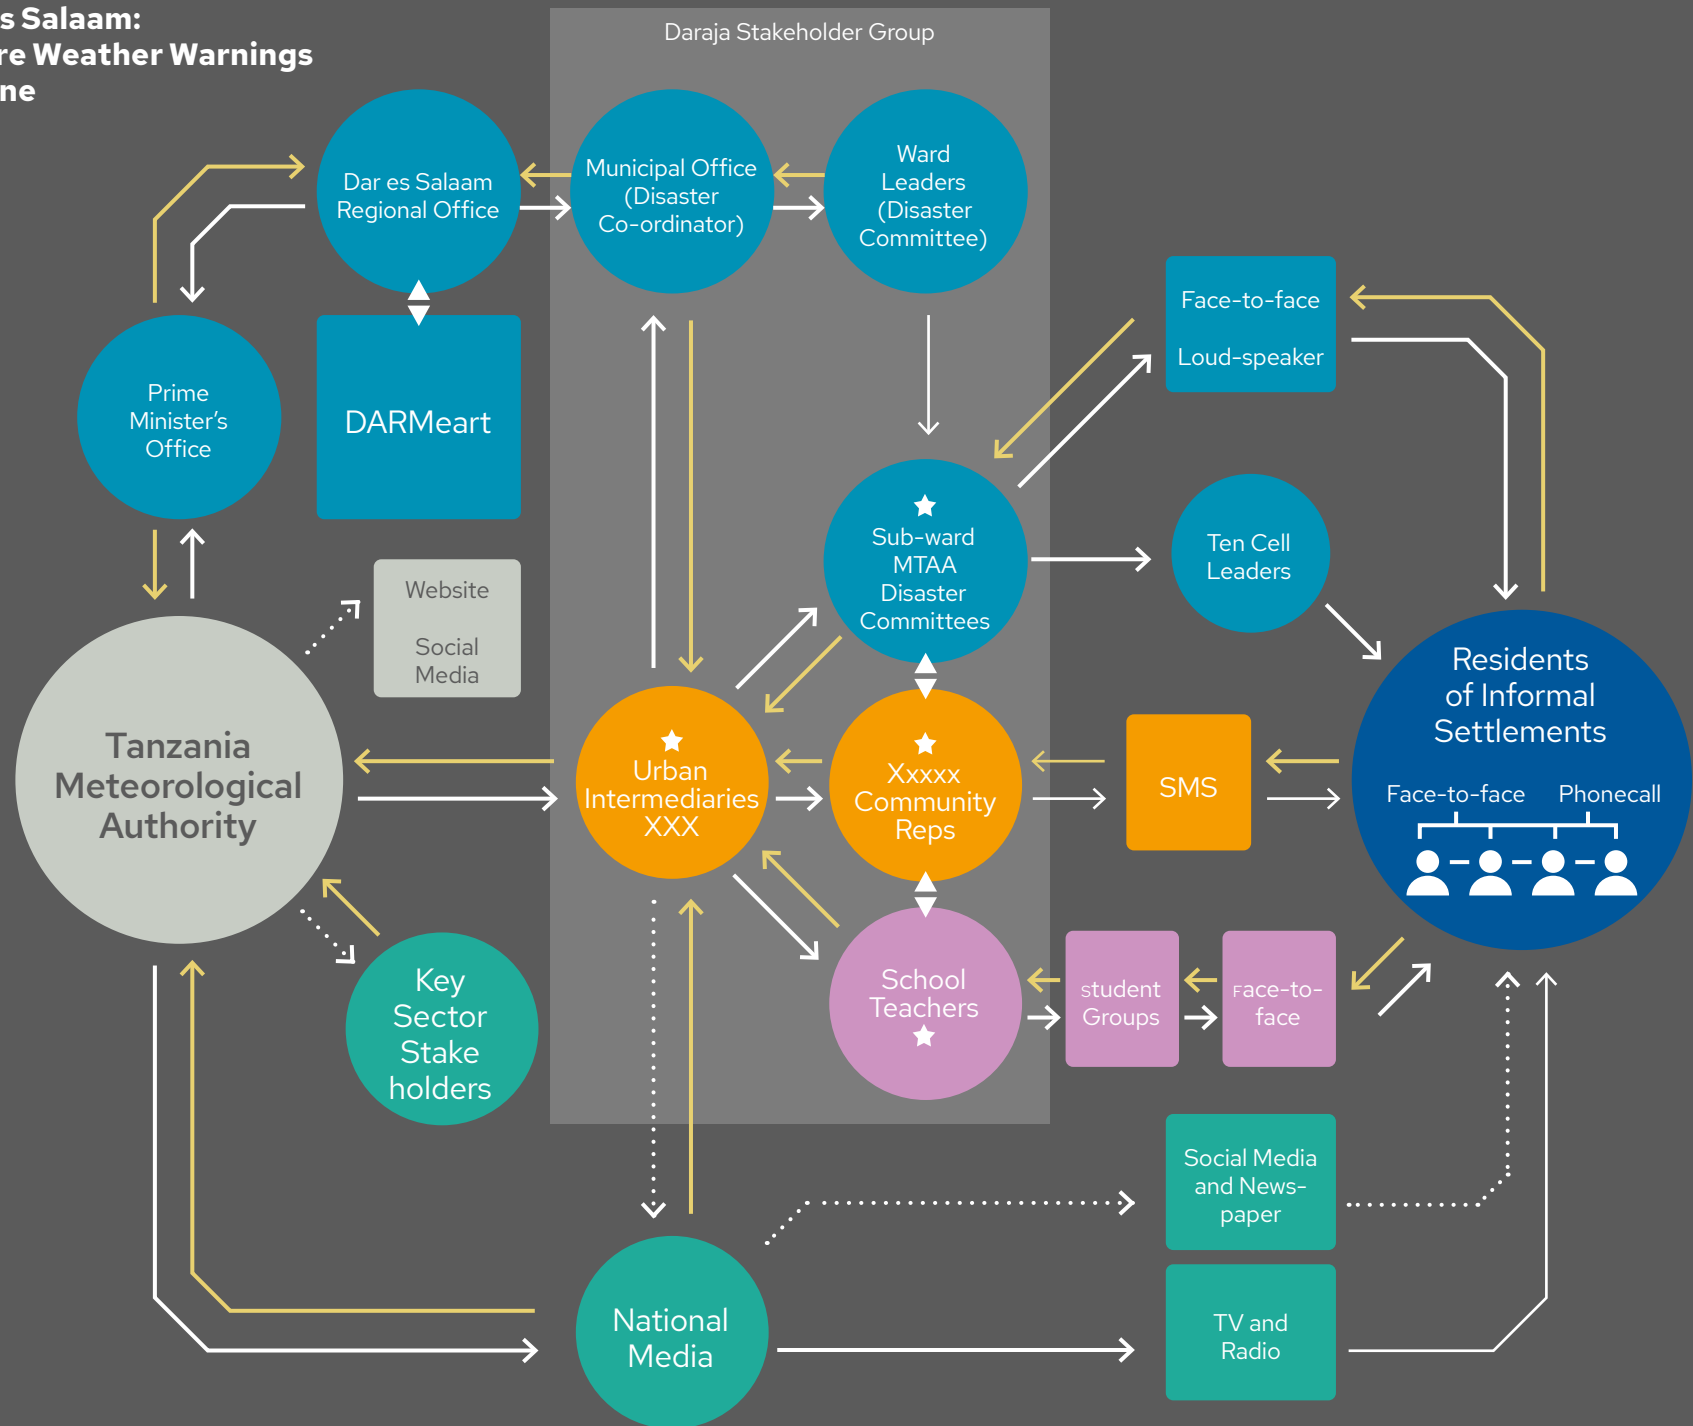 s Salaam:
re Weather Warnings
ne
Daraja Stakeholder Group
Dar es Salaam
Regional Office
Municipal Office
(Disaster
Co-ordinator)
Ward
Leaders
(Disaster
Committee)
Face-to-face
Loud-speaker
Prime
Minister’s
Office
DARMeart
Sub-ward
MTAA
Disaster
Committees
Ten Cell
Leaders
Website
Social
Media
Tanzania
Meteorological
Authority
Urban
Intermediaries
XXX
Xxxxx
Community
Reps
SMS
Residents
of Informal
Settlements
Face-to-face Phonecall
Key
Sector
Stake
holders
School
Teachers
student
Groups
Face-to-
face
Social Media
and News-
paper
National
Media
TV and
Radio